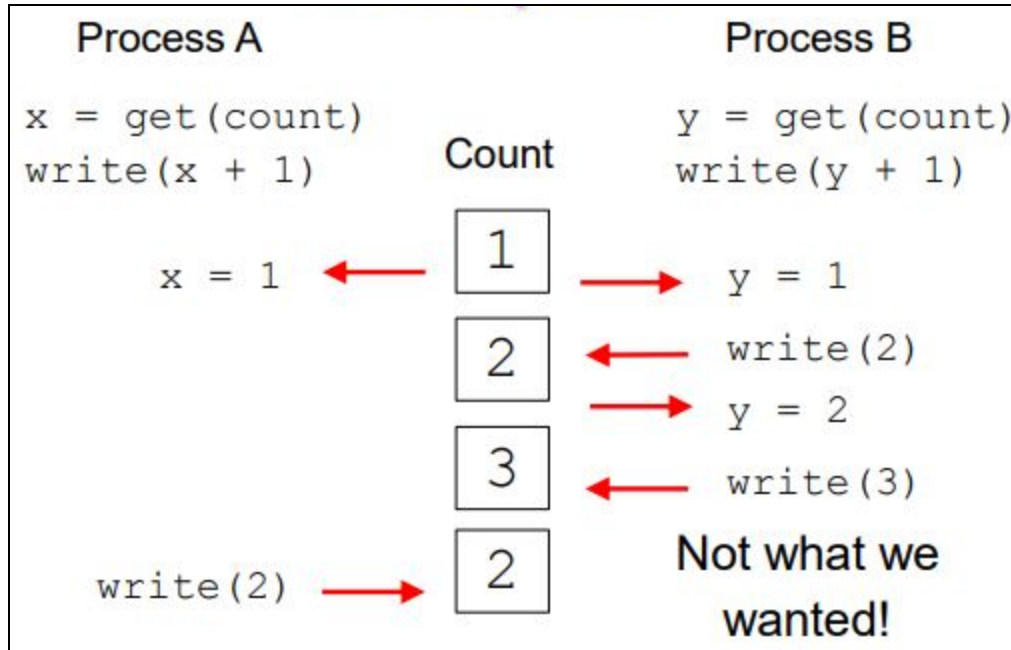 Process A
Process B
x = get(count)
write(x + 1)
Count
y = get(count)
write(y + 1)
1
x = 1
y = 1
2
write(2)
y = 2
3
write(3)
2
write(2)
Not what we
wanted!